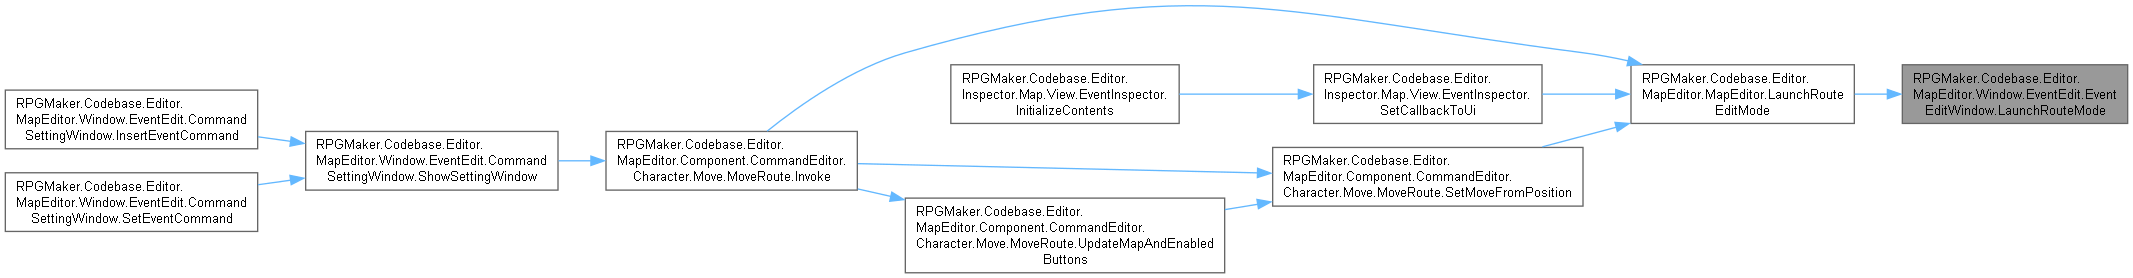 RPGMaker.Codebase.Editor.
MapEditor.Window.EventEdit.Command
SettingWindow.InsertEventCommand
RPGMaker.Codebase.Editor.
MapEditor.Window.EventEdit.Command
SettingWindow.SetEventCommand
RPGMaker.Codebase.Editor.
MapEditor.Window.EventEdit.Command
SettingWindow.ShowSettingWindow
RPGMaker.Codebase.Editor.
MapEditor.Component.CommandEditor.
Character.Move.MoveRoute.Invoke
RPGMaker.Codebase.Editor.
Inspector.Map.View.EventInspector.
InitializeContents
RPGMaker.Codebase.Editor.
MapEditor.Component.CommandEditor.
Character.Move.MoveRoute.UpdateMapAndEnabled
Buttons
RPGMaker.Codebase.Editor.
Inspector.Map.View.EventInspector.
SetCallbackToUi
RPGMaker.Codebase.Editor.
MapEditor.Component.CommandEditor.
Character.Move.MoveRoute.SetMoveFromPosition
RPGMaker.Codebase.Editor.
MapEditor.MapEditor.LaunchRoute
EditMode
RPGMaker.Codebase.Editor.
MapEditor.Window.EventEdit.Event
EditWindow.LaunchRouteMode